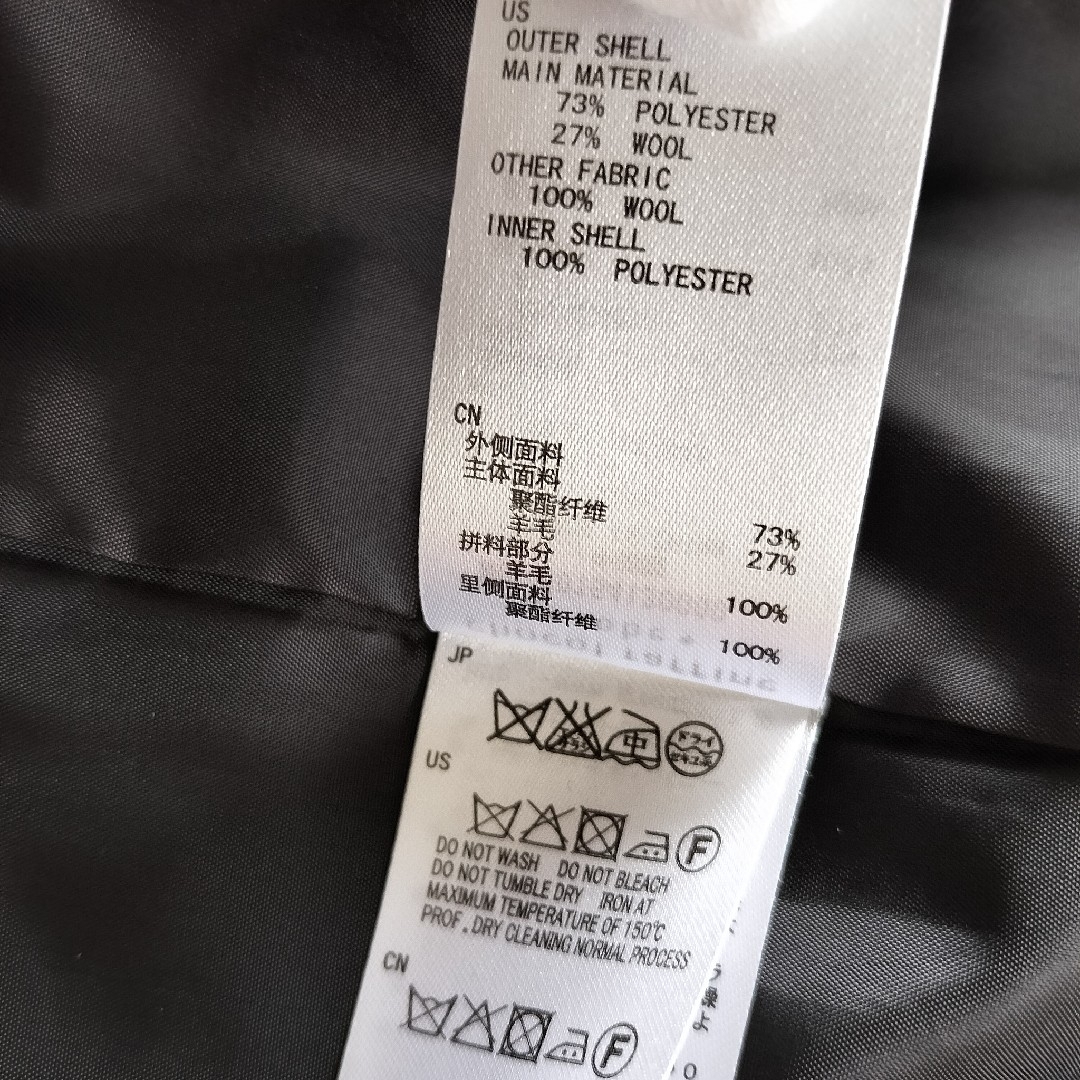 US
OUTER SHELL
MAIN MATERIAL
73% POLYESTER
27% WOOL
OTHER FABRIC
100% WOOL
INNER SHELL
100% POLYESTER
CN
外侧面料
主体面料
聚酯纤维 73%
羊毛 27%
拼料部分
羊毛 100%
里侧面料
聚酯纤维 100%
JP
中 ドライ
US
F
DO NOT WASH DO NOT BLEACH
DO NOT TUMBLE DRY IRON AT
MAXIMUM TEMPERATURE OF 150℃
PROF. DRY CLEANING NORMAL PROCESS
CN
F